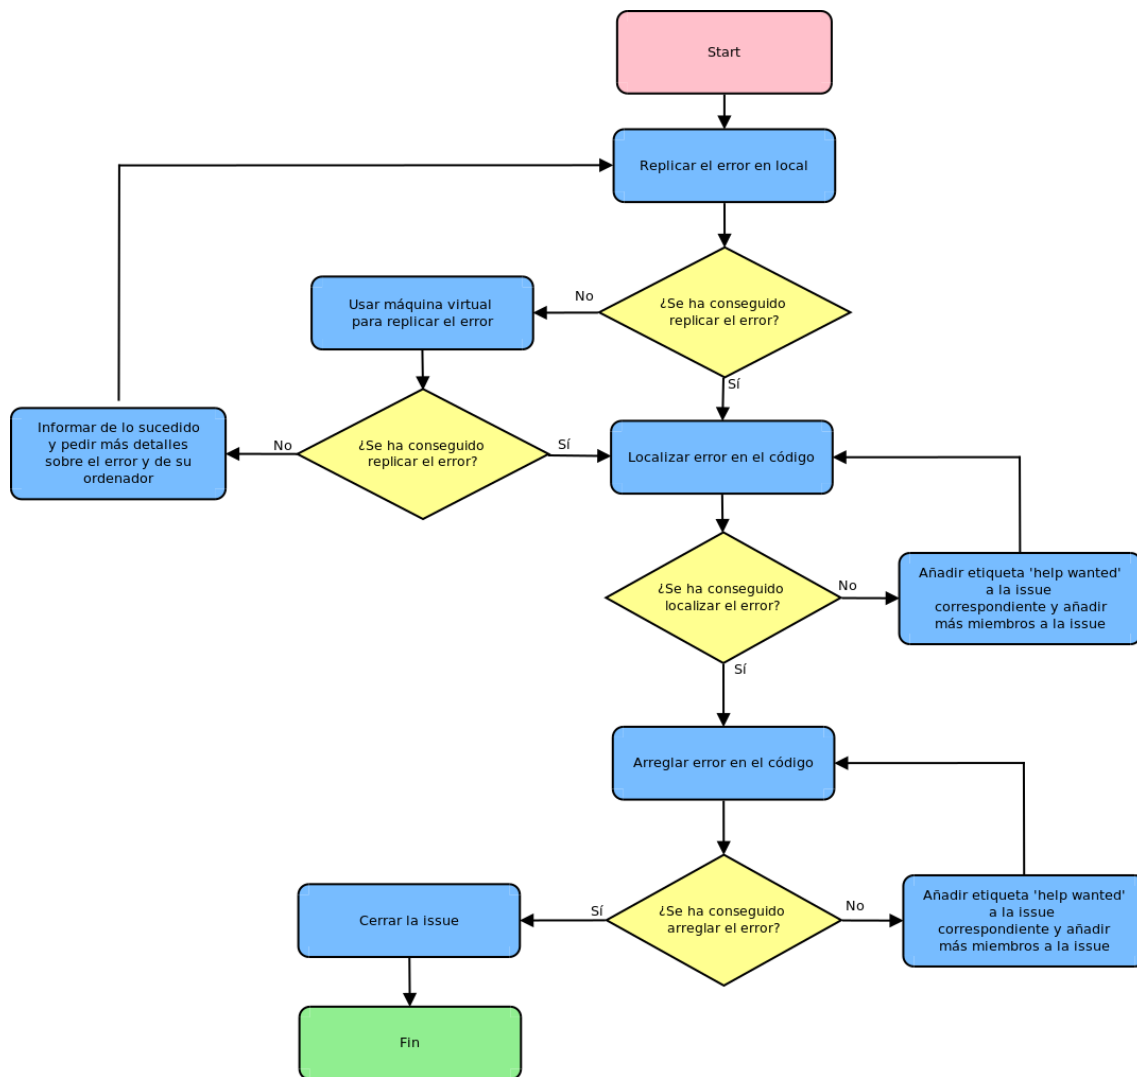 Start
Replicar el error en local
¿Se ha conseguido
replicar el error?
No
Sí
Usar máquina virtual
para replicar el error
¿Se ha conseguido
replicar el error?
No
Sí
Informar de lo sucedido
y pedir más detalles
sobre el error y de su
ordenador
Localizar error en el código
¿Se ha conseguido
localizar el error?
No
Sí
Añadir etiqueta 'help wanted'
a la issue
correspondiente y añadir
más miembros a la issue
Arreglar error en el código
¿Se ha conseguido
arreglar el error?
Sí
No
Añadir etiqueta 'help wanted'
a la issue
correspondiente y añadir
más miembros a la issue
Cerrar la issue
Fin